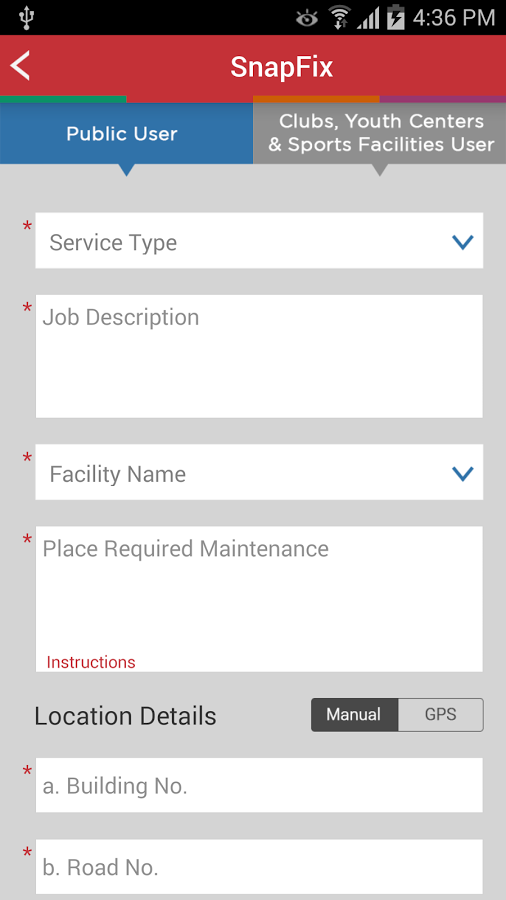 4:36 PM
SnapFix
Public User
Clubs, Youth Centers
& Sports Facilities User
* Service Type
* Job Description
* Facility Name
* Place Required Maintenance
Instructions
Location Details
Manual
GPS
* a. Building No.
* b. Road No.